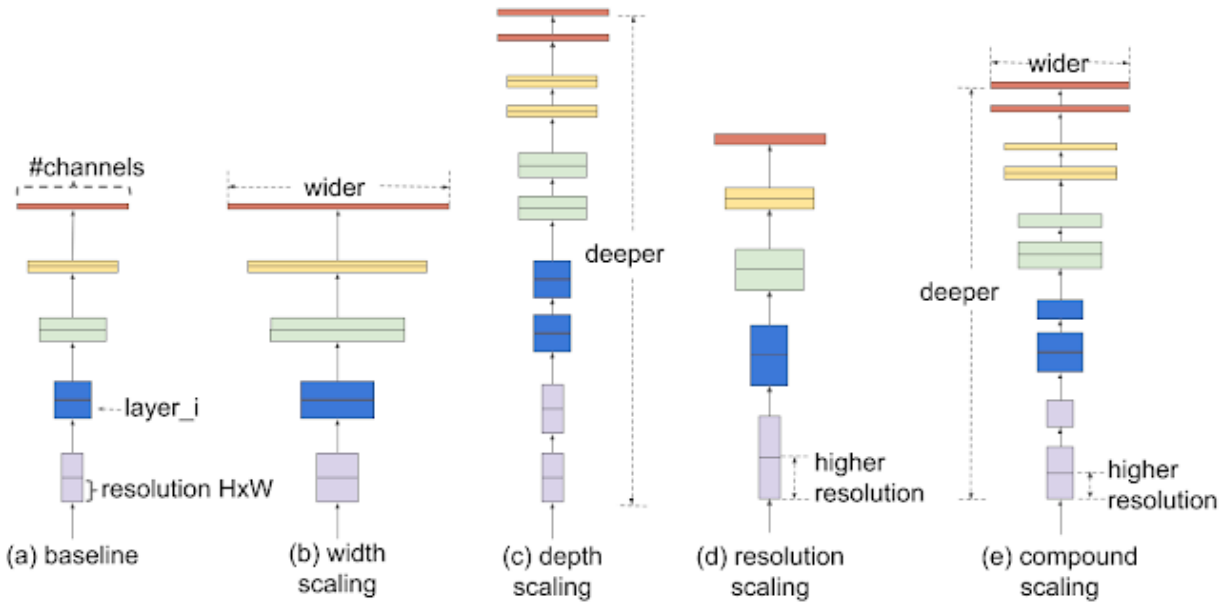 #channels
layer_i
resolution HxW
(a) baseline
wider
(b) width
scaling
deeper
(c) depth
scaling
higher
resolution
(d) resolution
scaling
wider
deeper
higher
resolution
(e) compound
scaling